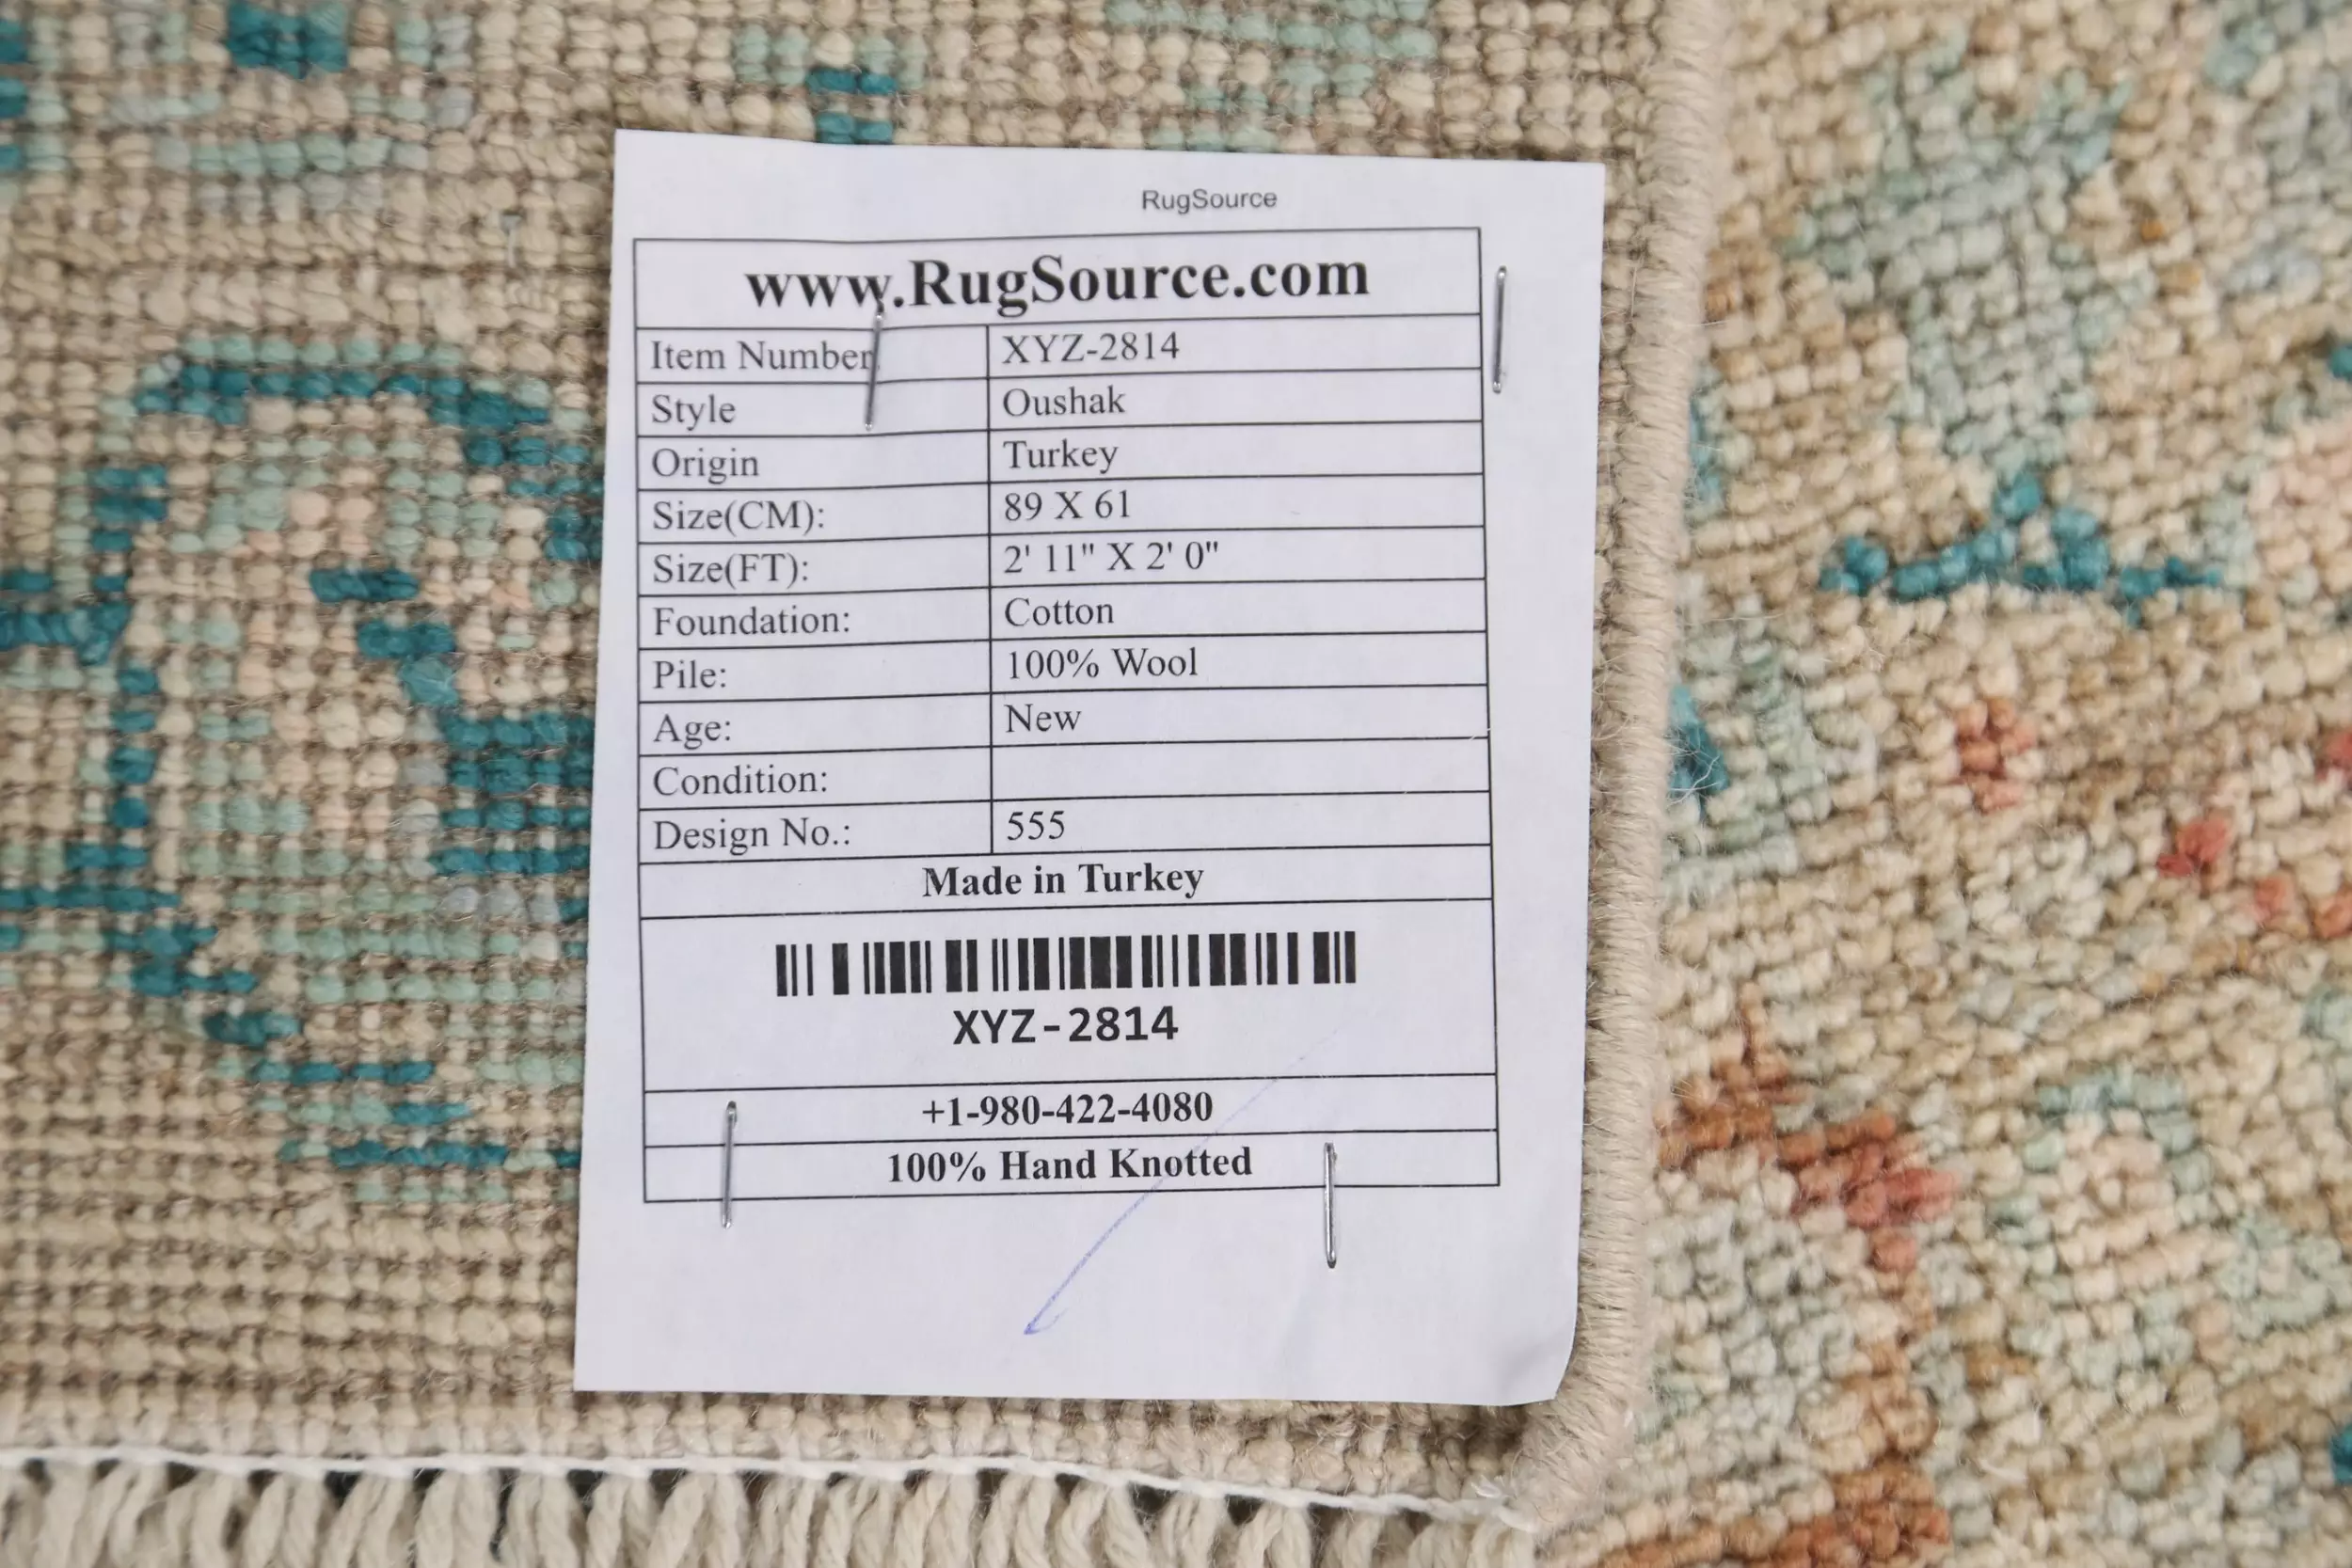 RugSource
www.RugSource.com
Item Number XYZ-2814
Style Oushak
Origin Turkey
Size(CM): 89 X 61
Size(FT): 2' 11" X 2' 0"
Foundation: Cotton
Pile: 100% Wool
Age: New
Condition:
Design No.: 555
Made in Turkey
XYZ-2814
+1-980-422-4080
100% Hand Knotted